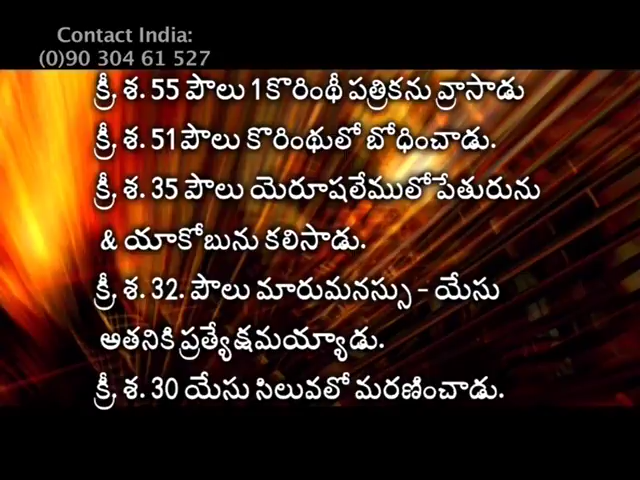 Contact India:
(0)90 304 61 527
క్రీ. శ. 55 పౌలు 1 కొరింథీ పత్రికను వ్రాసాడు
క్రీ. శ. 51 పౌలు కొరింథులో బోధించాడు.
క్రీ. శ. 35 పౌలు యెరూషలేములో పేతురును
& యాకోబును కలిసాడు.
క్రీ. శ. 32. పౌలు మారుమనస్సు - యేసు
అతనికి ప్రత్యేక్షమయ్యాడు.
క్రీ. శ. 30 యేసు సిలువలో మరణించాడు.